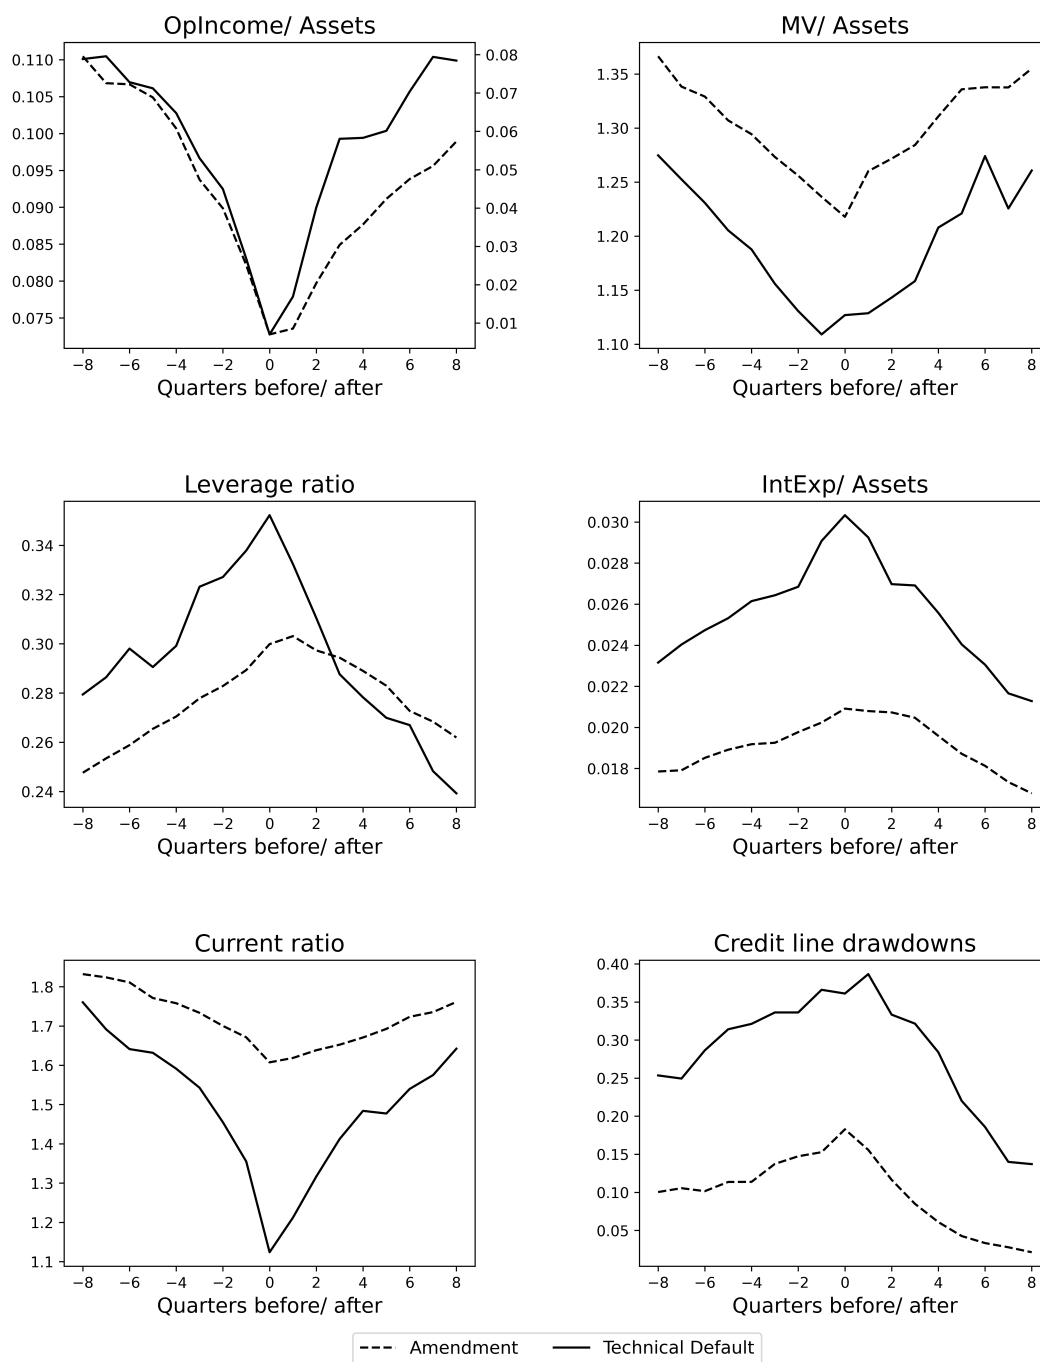 OpIncome/ Assets
0.110
0.105
0.100
0.095
0.090
0.085
0.080
0.075
0.08
0.07
0.06
0.05
0.04
0.03
0.02
0.01
−8 −6 −4 −2 0 2 4 6 8
Quarters before/ after
MV/ Assets
1.35
1.30
1.25
1.20
1.15
1.10
−8 −6 −4 −2 0 2 4 6 8
Quarters before/ after
Leverage ratio
0.34
0.32
0.30
0.28
0.26
0.24
−8 −6 −4 −2 0 2 4 6 8
Quarters before/ after
IntExp/ Assets
0.030
0.028
0.026
0.024
0.022
0.020
0.018
−8 −6 −4 −2 0 2 4 6 8
Quarters before/ after
Current ratio
1.8
1.7
1.6
1.5
1.4
1.3
1.2
1.1
−8 −6 −4 −2 0 2 4 6 8
Quarters before/ after
Credit line drawdowns
0.40
0.35
0.30
0.25
0.20
0.15
0.10
0.05
−8 −6 −4 −2 0 2 4 6 8
Quarters before/ after
Amendment Technical Default